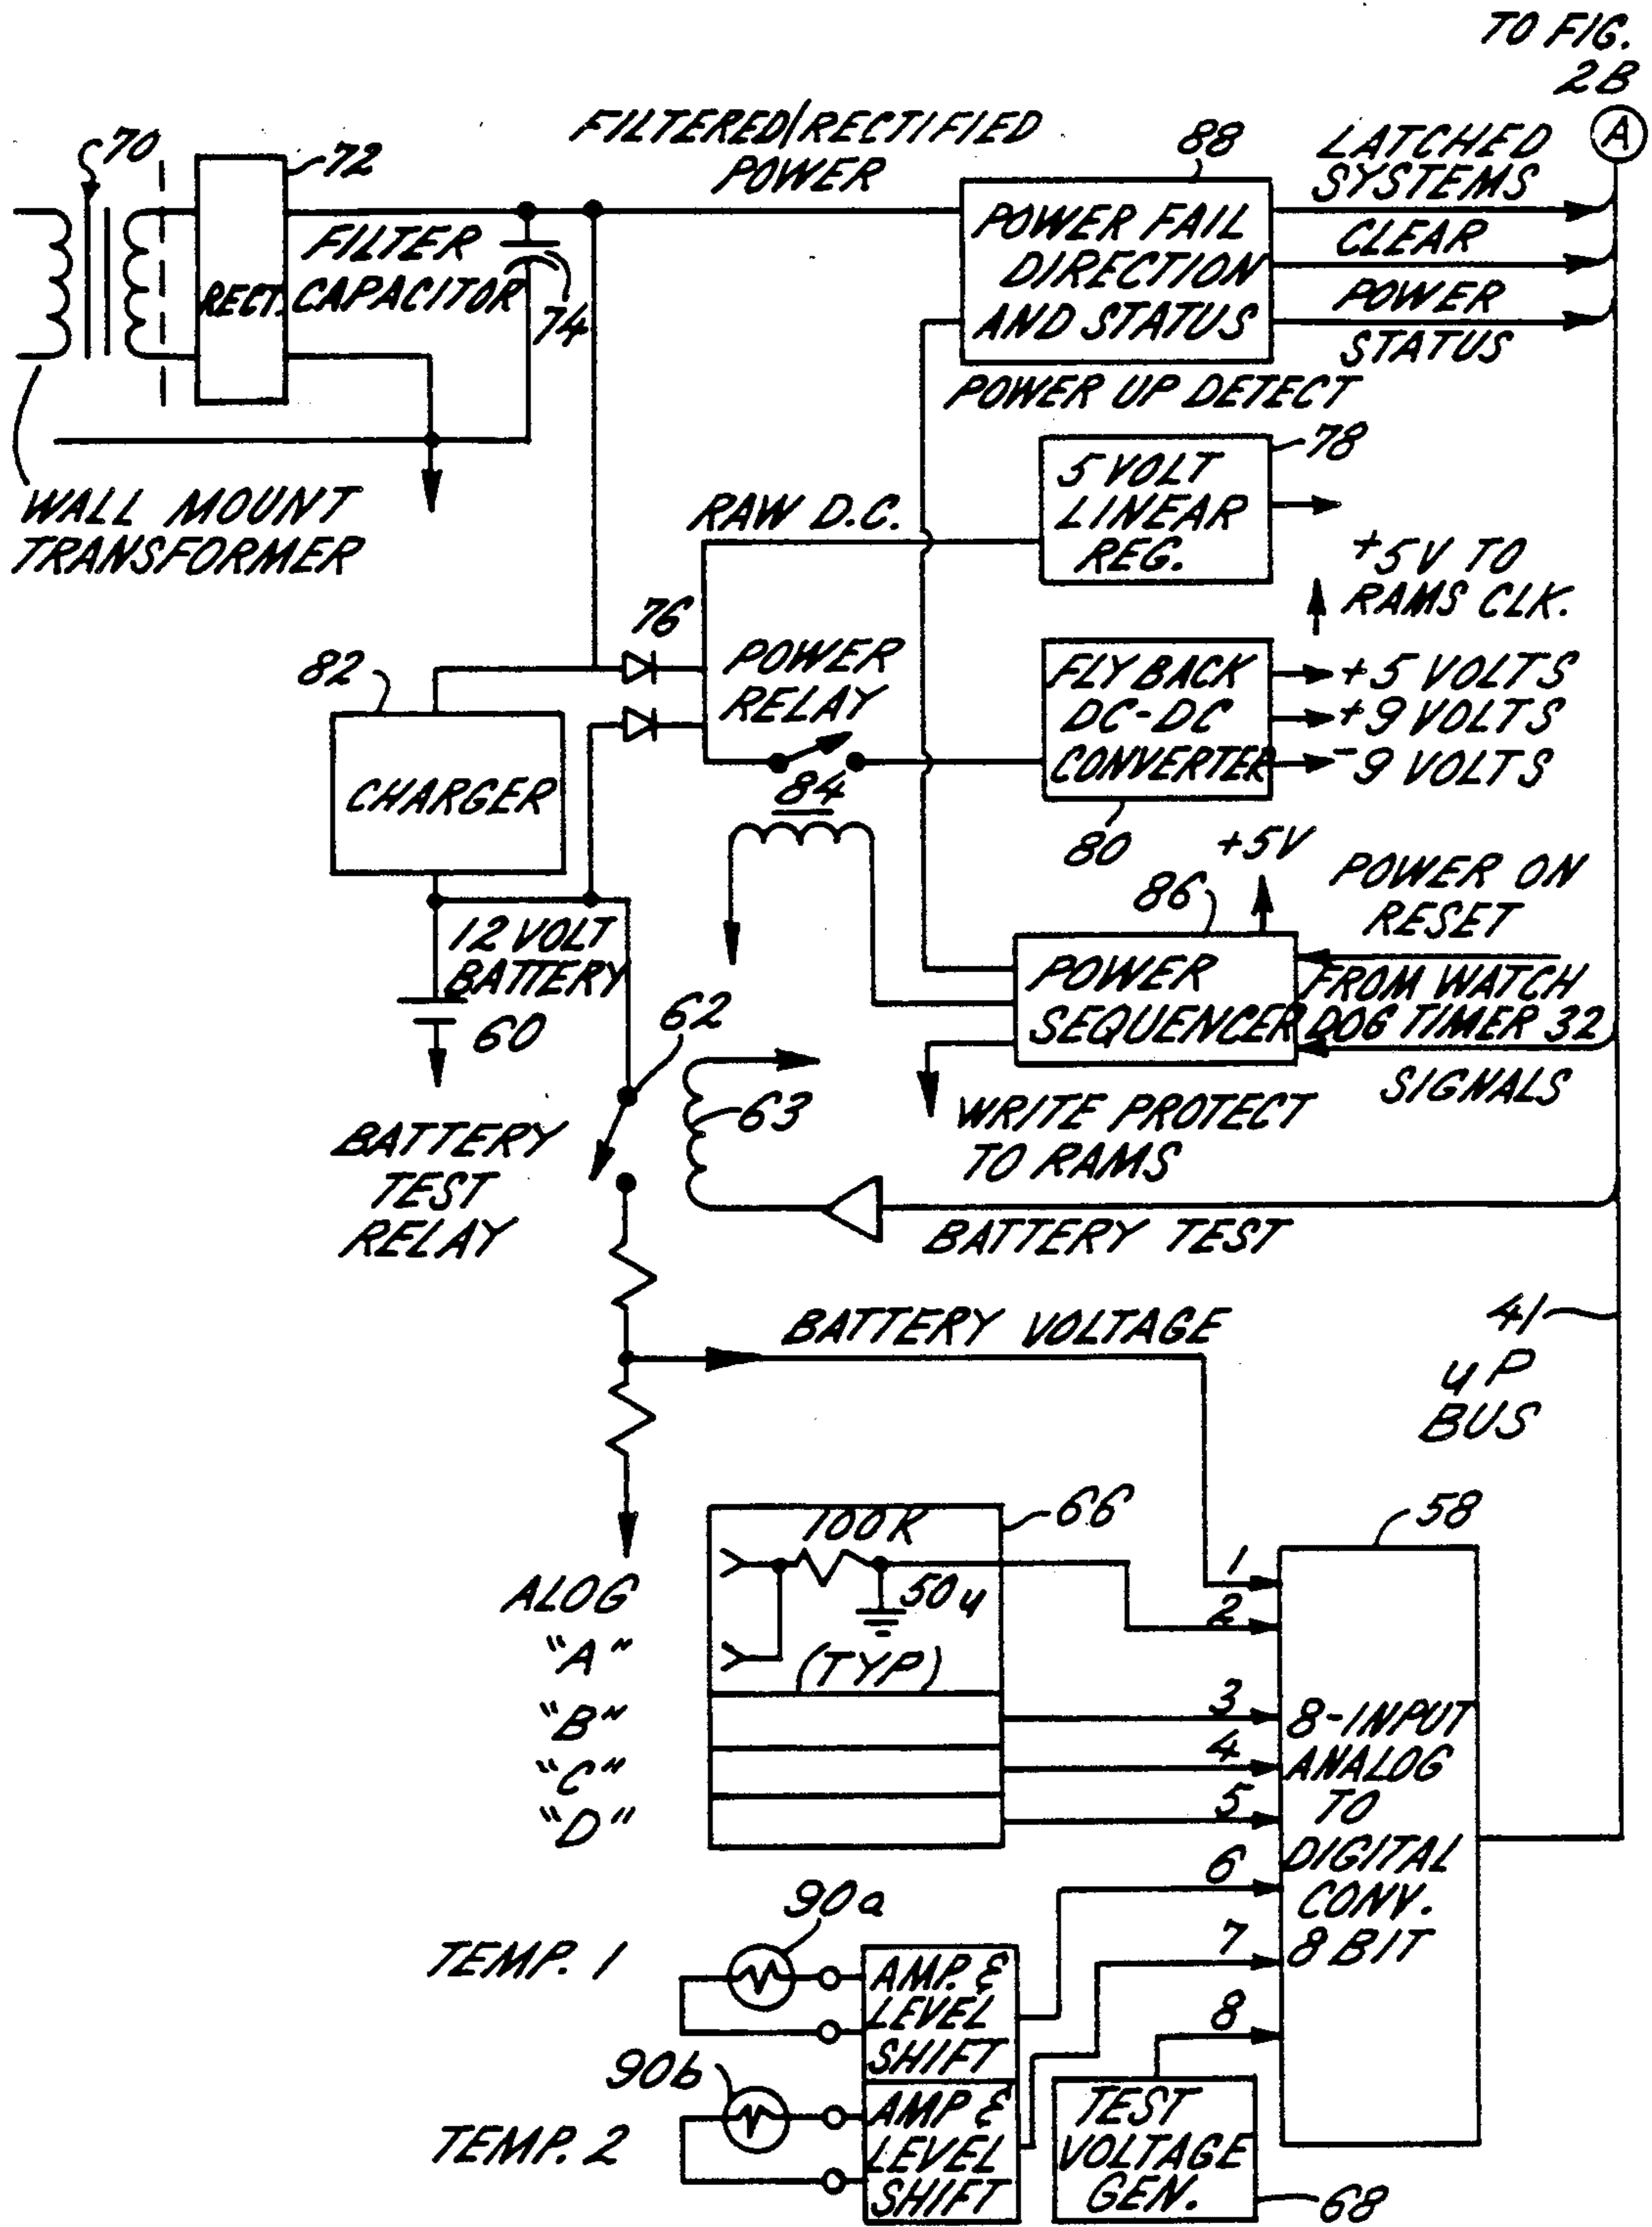 TO FIG.
2B
A
70
72
FILTERED/RECTIFIED
POWER
88
LATCHED
SYSTEMS
CLEAR
POWER
STATUS
RECT.
FILTER
CAPACITOR
74
POWER FAIL
DIRECTION
AND STATUS
POWER UP DETECT
WALL MOUNT
TRANSFORMER
RAW D.C.
78
5 VOLT
LINEAR
REG.
+5V TO
RAMS CLK.
76
POWER
RELAY
84
82
CHARGER
FLY BACK
DC-DC
CONVERTER
+5 VOLTS
+9 VOLTS
-9 VOLTS
80
+5V
86
POWER ON
RESET
12 VOLT
BATTERY
60
62
POWER
SEQUENCER
FROM WATCH
DOG TIMER 32
SIGNALS
63
WRITE PROTECT
TO RAMS
BATTERY
TEST
RELAY
BATTERY TEST
BATTERY VOLTAGE
41
uP
BUS
66
58
100K
50u
(TYP)
ALOG
"A"
"B"
"C"
"D"
1
2
3
4
5
6
7
8
8-INPUT
ANALOG
TO
DIGITAL
CONV.
8 BIT
90a
TEMP. 1
AMP. &
LEVEL
SHIFT
90b
TEMP. 2
AMP &
LEVEL
SHIFT
TEST
VOLTAGE
GEN.
68